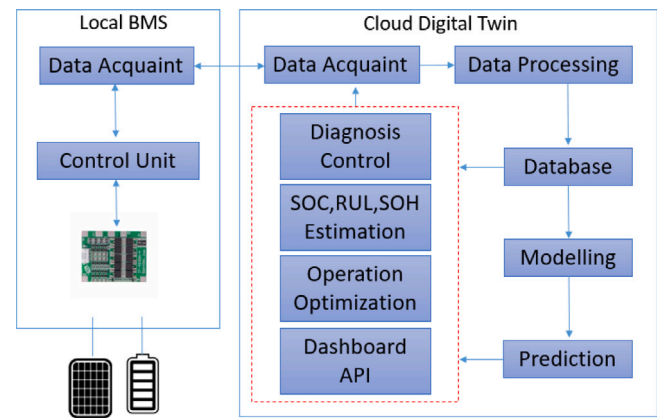 Local BMS
Data Acquaint
Control Unit
Cloud Digital Twin
Data Acquaint
Data Processing
Diagnosis
Control
SOC,RUL,SOH
Estimation
Operation
Optimization
Dashboard
API
Database
Modelling
Prediction